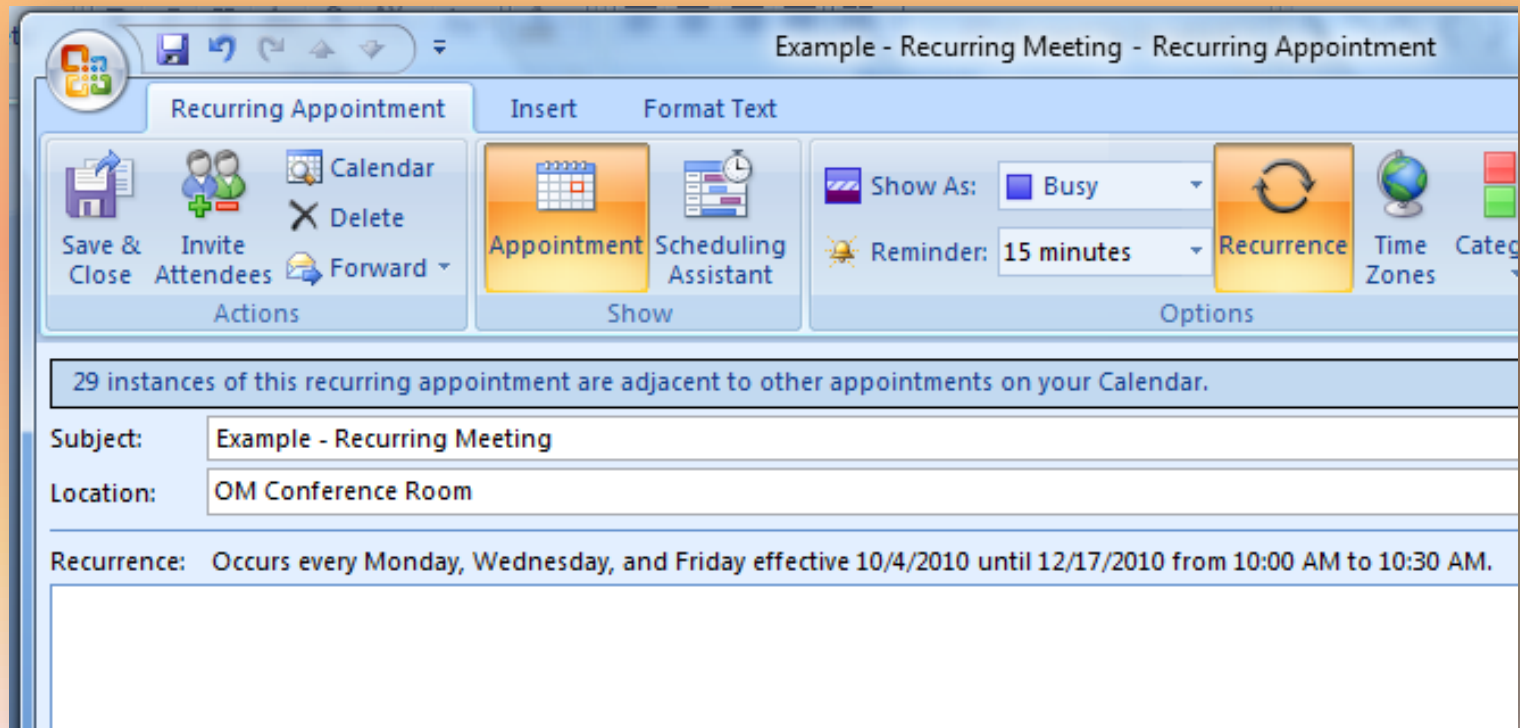 Example - Recurring Meeting - Recurring Appointment
Recurring Appointment Insert Format Text
Save & Close
Invite Attendees
Calendar
Delete
Forward
Actions
Appointment
Scheduling Assistant
Show
Show As: Busy
Reminder: 15 minutes
Recurrence
Time Zones
Options
29 instances of this recurring appointment are adjacent to other appointments on your Calendar.
Subject: Example - Recurring Meeting
Location: OM Conference Room
Recurrence: Occurs every Monday, Wednesday, and Friday effective 10/4/2010 until 12/17/2010 from 10:00 AM to 10:30 AM.